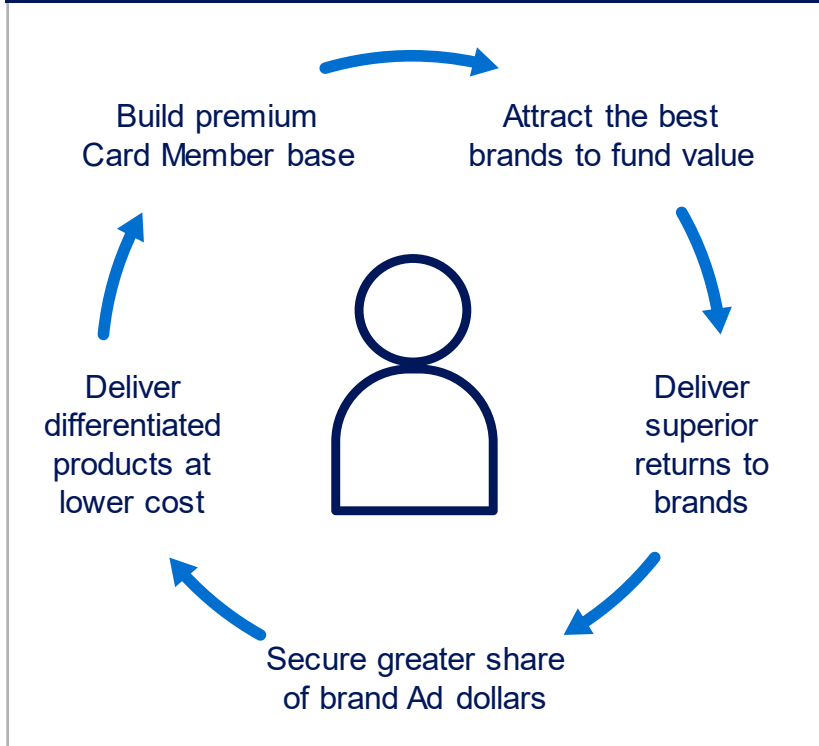 Build premium
Card Member base
Attract the best
brands to fund value
Deliver
superior
returns to
brands
Secure greater share
of brand Ad dollars
Deliver
differentiated
products at
lower cost